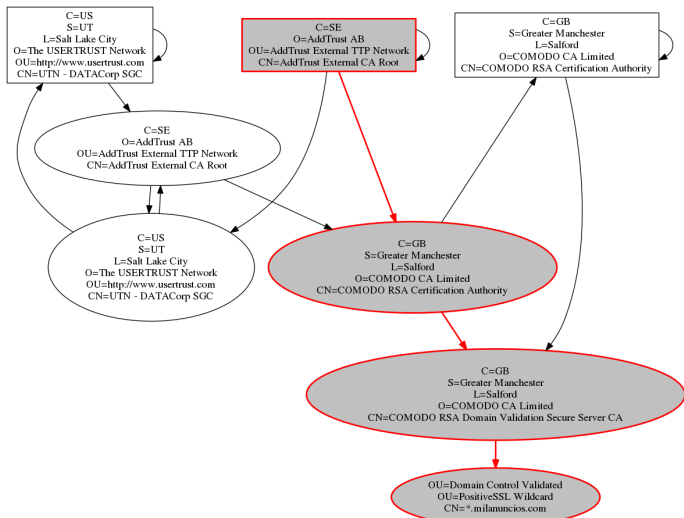 C=US
S=UT
L=Salt Lake City
O=The USERTRUST Network
OU=http://www.usertrust.com
CN=UTN - DATACorp SGC
C=SE
O=AddTrust AB
OU=AddTrust External TTP Network
CN=AddTrust External CA Root
C=GB
S=Greater Manchester
L=Salford
O=COMODO CA Limited
CN=COMODO RSA Certification Authority
C=SE
O=AddTrust AB
OU=AddTrust External TTP Network
CN=AddTrust External CA Root
C=US
S=UT
L=Salt Lake City
O=The USERTRUST Network
OU=http://www.usertrust.com
CN=UTN - DATACorp SGC
C=GB
S=Greater Manchester
L=Salford
O=COMODO CA Limited
CN=COMODO RSA Certification Authority
C=GB
S=Greater Manchester
L=Salford
O=COMODO CA Limited
CN=COMODO RSA Domain Validation Secure Server CA
OU=Domain Control Validated
OU=PositiveSSL Wildcard
CN=*.milanuncios.com